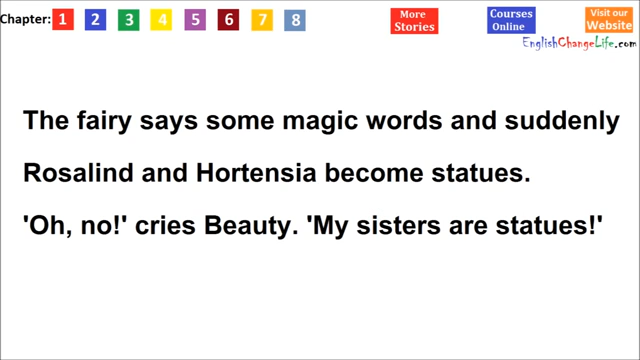 Chapter: 1 2 3 4 5 6 7 8 More Stories Courses Online Visit our Website
EnglishChangeLife.com
The fairy says some magic words and suddenly
Rosalind and Hortensia become statues.
'Oh, no!' cries Beauty. 'My sisters are statues!'